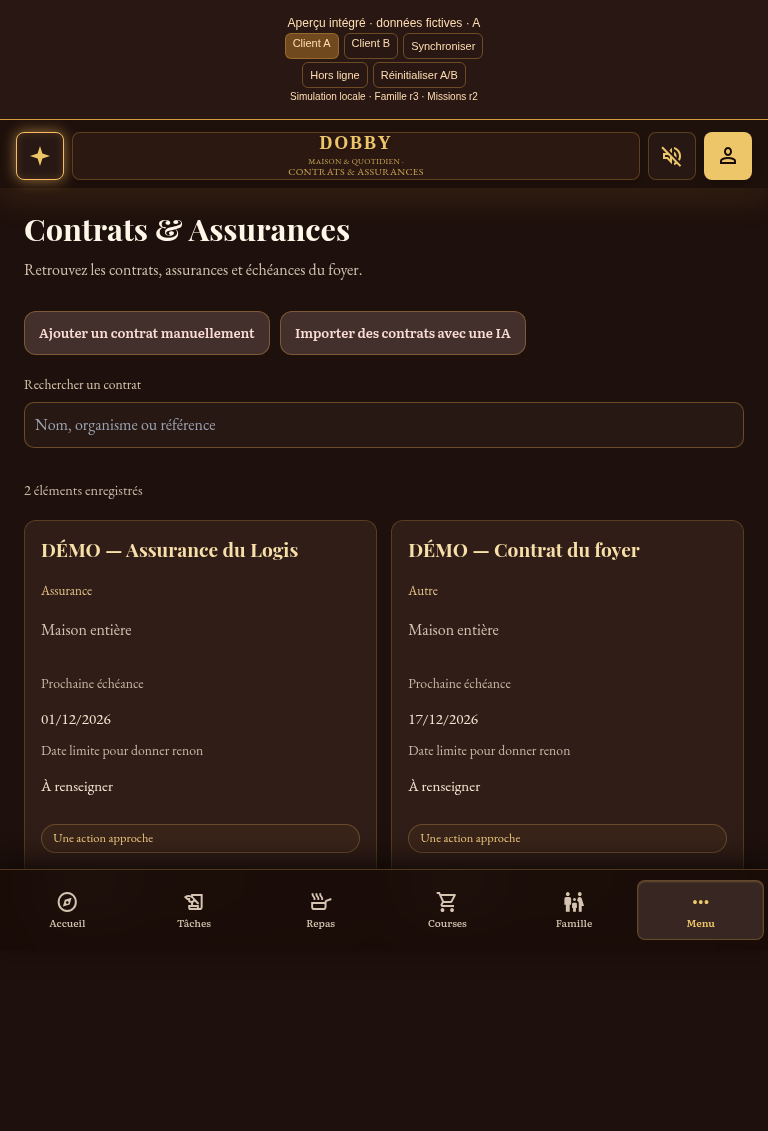 Aperçu intégré · données fictives · A
Client A
Client B
Synchroniser
Hors ligne
Réinitialiser A/B
Simulation locale · Famille r3 · Missions r2
DOBBY
MAISON & QUOTIDIEN ·
CONTRATS & ASSURANCES
Contrats & Assurances
Retrouvez les contrats, assurances et échéances du foyer.
Ajouter un contrat manuellement
Importer des contrats avec une IA
Rechercher un contrat
Nom, organisme ou référence
2 éléments enregistrés
DÉMO — Assurance du Logis
Assurance
Maison entière
Prochaine échéance
01/12/2026
Date limite pour donner renon
À renseigner
Une action approche
DÉMO — Contrat du foyer
Autre
Maison entière
Prochaine échéance
17/12/2026
Date limite pour donner renon
À renseigner
Une action approche
Accueil
Tâches
Repas
Courses
Famille
Menu